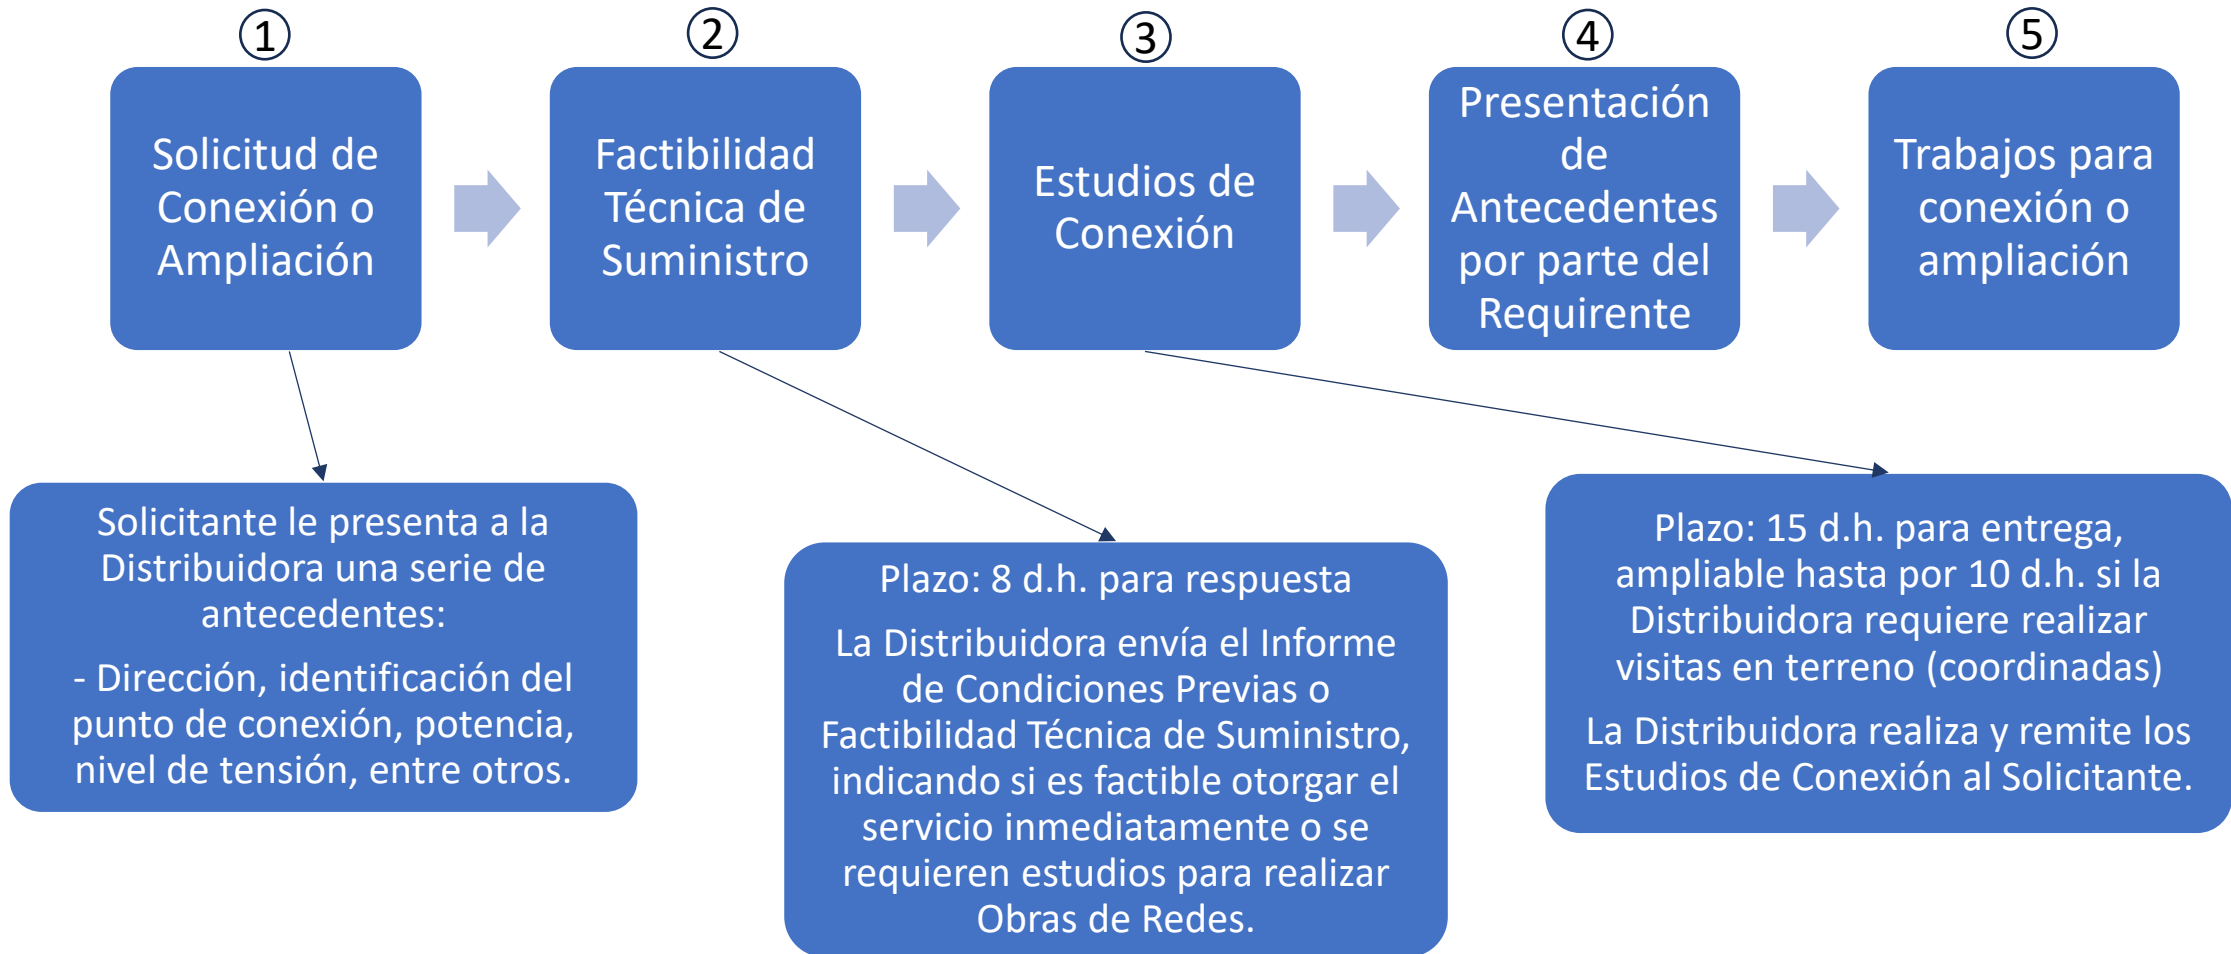 1
Solicitud de
Conexión o
Ampliación
2
Factibilidad
Técnica de
Suministro
3
Estudios de
Conexión
4
Presentación
de
Antecedentes
por parte del
Requirente
5
Trabajos para
conexión o
ampliación
Solicitante le presenta a la
Distribuidora una serie de
antecedentes:
- Dirección, identificación del
punto de conexión, potencia,
nivel de tensión, entre otros.
Plazo: 8 d.h. para respuesta
La Distribuidora envía el Informe
de Condiciones Previas o
Factibilidad Técnica de Suministro,
indicando si es factible otorgar el
servicio inmediatamente o se
requieren estudios para realizar
Obras de Redes.
Plazo: 15 d.h. para entrega,
ampliable hasta por 10 d.h. si la
Distribuidora requiere realizar
visitas en terreno (coordinadas)
La Distribuidora realiza y remite los
Estudios de Conexión al Solicitante.